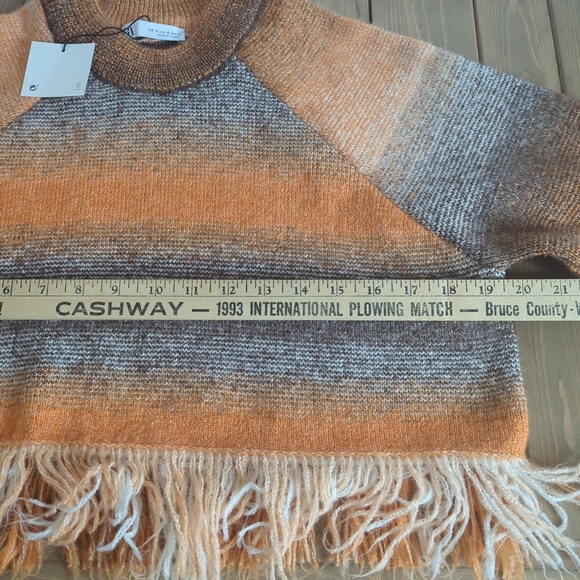 6 7 8 9 10 11 12 13 14 15 16 17 18 19 20 21
CASHWAY — 1993 INTERNATIONAL PLOWING MATCH — Bruce County-